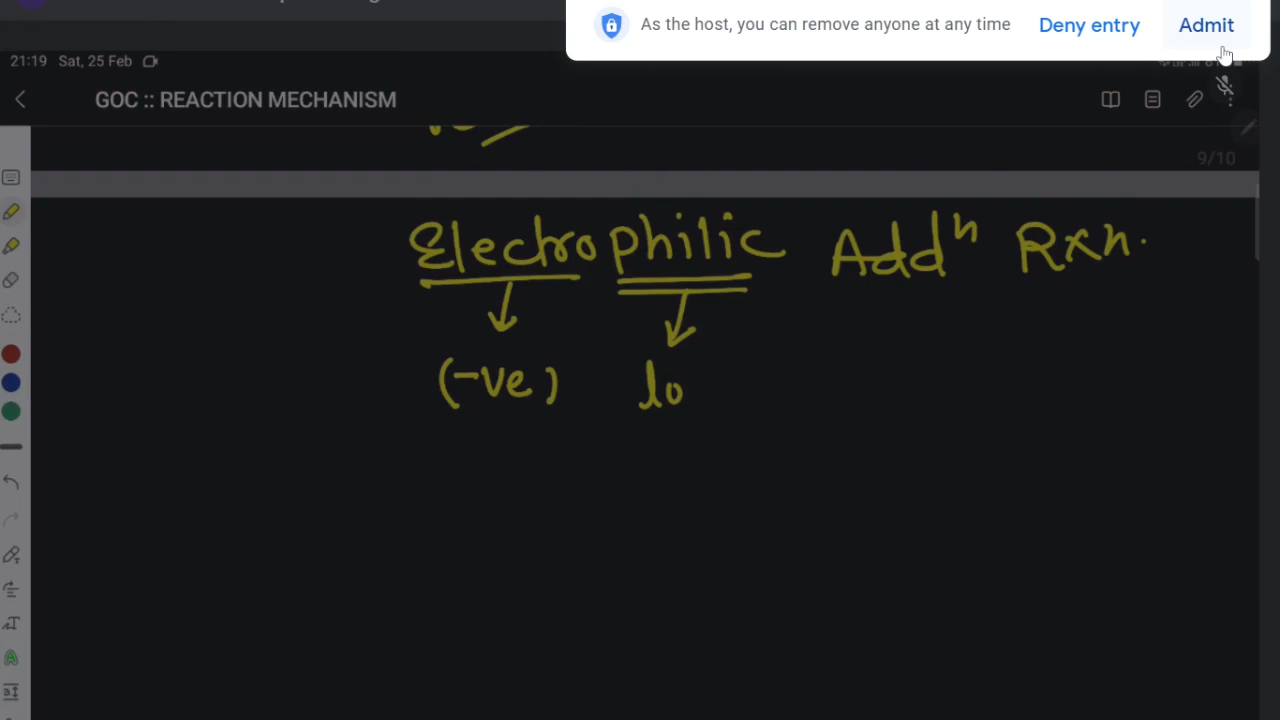 As the host, you can remove anyone at any time Deny entry Admit
21:19 Sat, 25 Feb
GOC :: REACTION MECHANISM
9/10
Electrophilic Addⁿ Rxn.
(-ve) lo